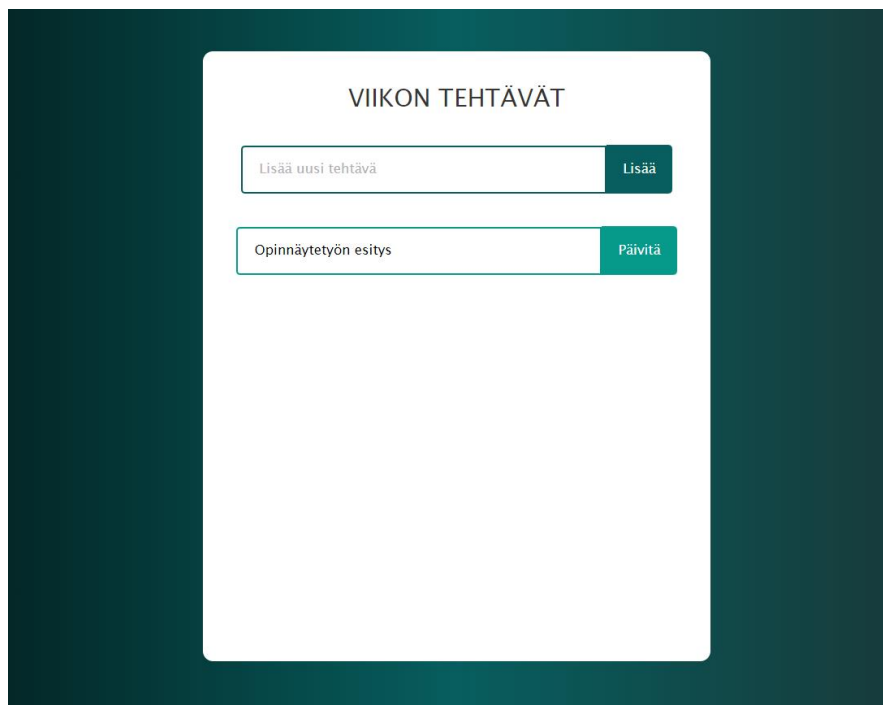 VIIKON TEHTÄVÄT
Lisää uusi tehtävä Lisää
Opinnäytetyön esitys Päivitä